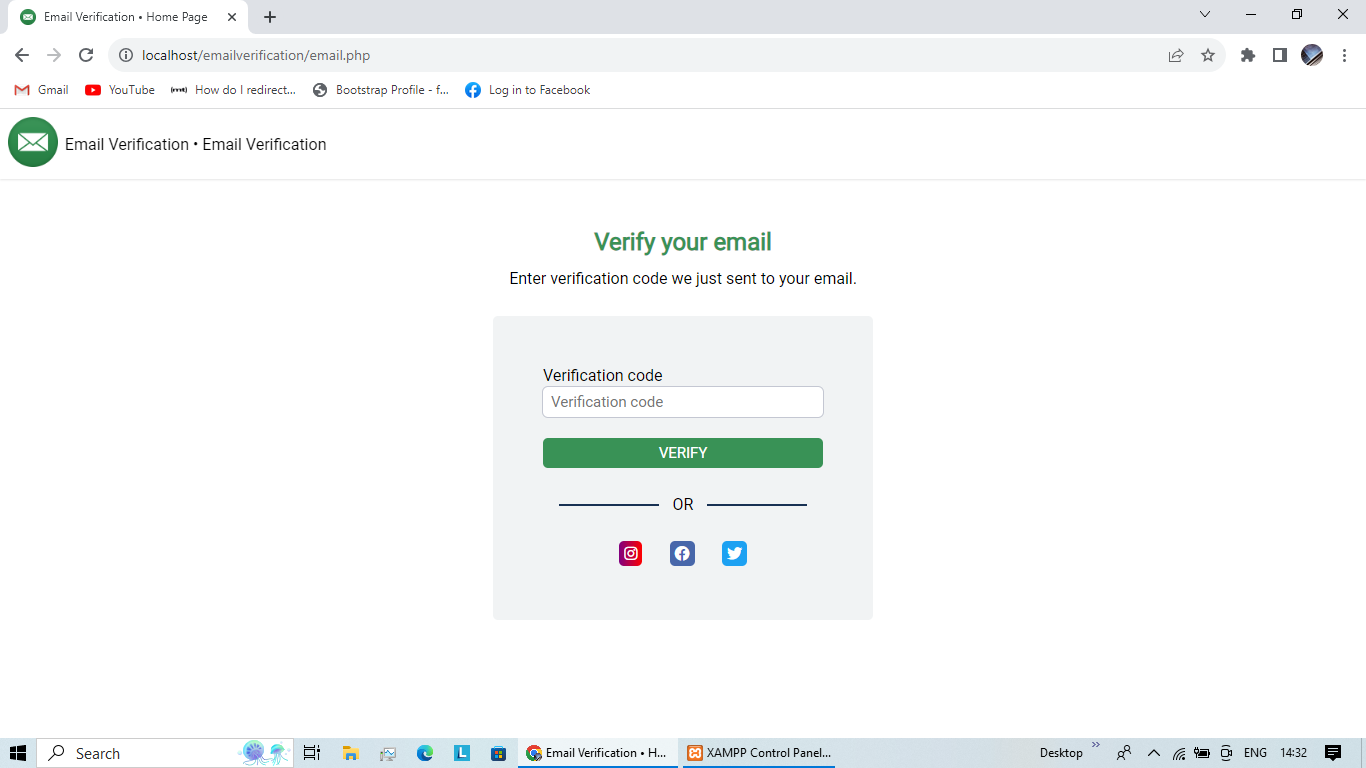 Email Verification • Home Page
localhost/emailverification/email.php
Gmail YouTube How do I redirect... Bootstrap Profile - f... Log in to Facebook
Email Verification • Email Verification
Verify your email
Enter verification code we just sent to your email.
Verification code
Verification code
VERIFY
OR
Search Email Verification • H... XAMPP Control Panel... Desktop ENG 14:32